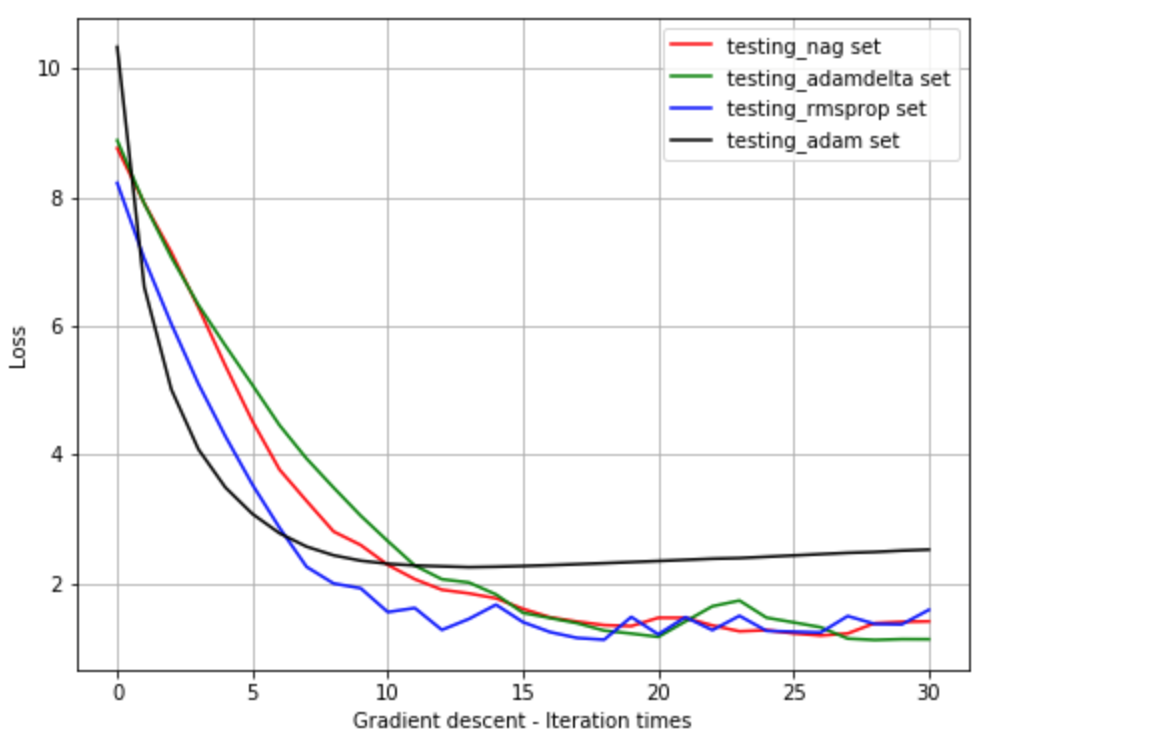 testing_nag set
testing_adamdelta set
testing_rmsprop set
testing_adam set
10
8
6
4
2
Loss
0 5 10 15 20 25 30
Gradient descent - Iteration times